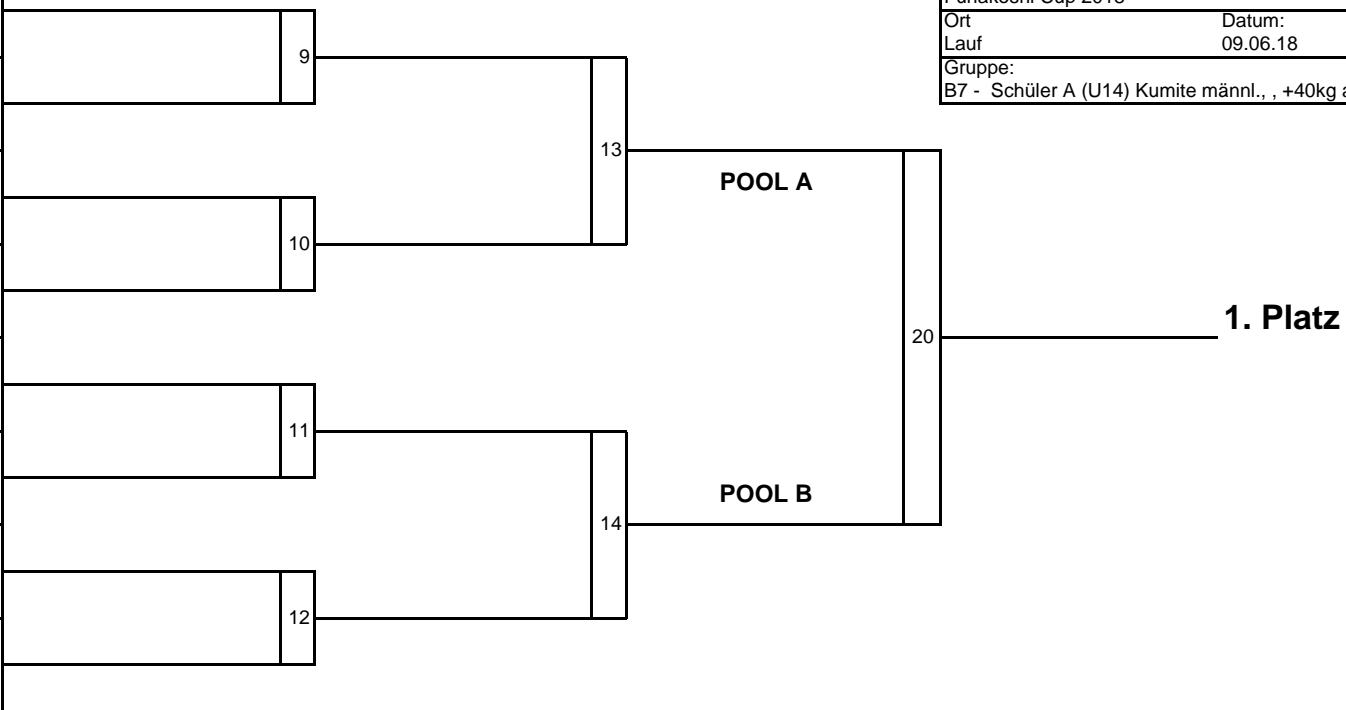 Ort Datum:
Lauf 09.06.18
Gruppe:
B7 - Schüler A (U14) Kumite männl., , +40kg
9
13
POOL A
10
1. Platz
20
11
POOL B
14
12